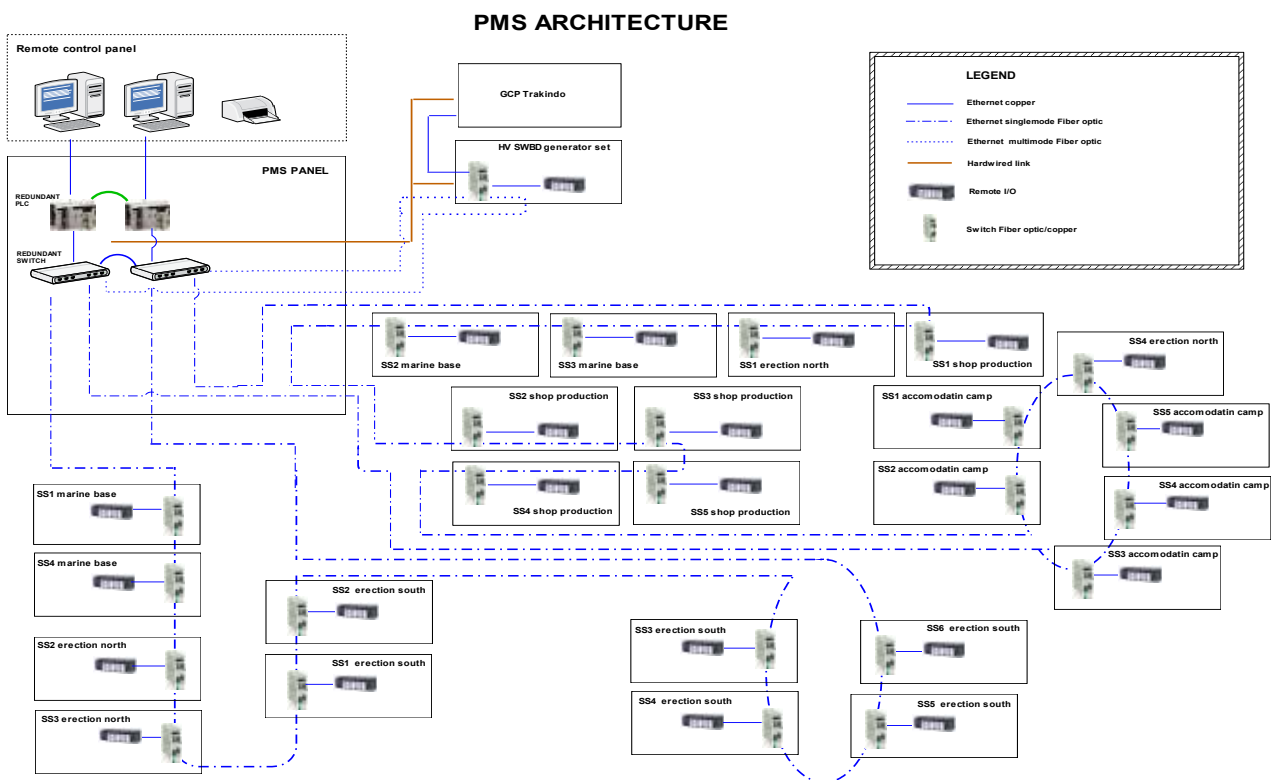 PMS ARCHITECTURE
Remote control panel
GCP Trakindo
HV SWBD generator set
LEGEND
Ethernet copper
Ethernet singlemode Fiber optic
Ethernet multimode Fiber optic
Hardwired link
Remote I/O
Switch Fiber optic/copper
PMS PANEL
REDUNDANT
PLC
REDUNDANT
SWITCH
SS2 marine base
SS3 marine base
SS1 erection north
SS1 shop production
SS4 erection north
SS2 shop production
SS3 shop production
SS1 accomodatin camp
SS5 accomodatin camp
SS4 shop production
SS5 shop production
SS2 accomodatin camp
SS4 accomodatin camp
SS3 accomodatin camp
SS1 marine base
SS4 marine base
SS2 erection north
SS3 erection north
SS2 erection south
SS1 erection south
SS3 erection south
SS6 erection south
SS4 erection south
SS5 erection south